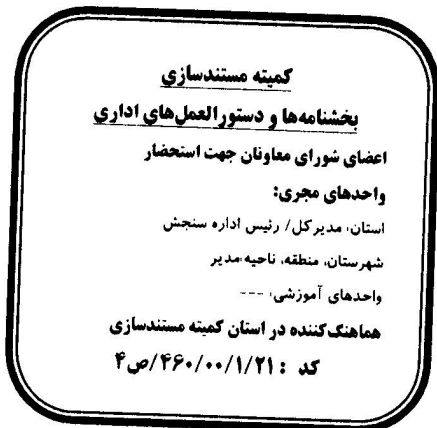 کمیته مستندسازی
بخشنامه‌ها و دستورالعمل‌های اداری
اعضای شورای معاونان جهت استحضار
واحدهای مجری:
استان، مدیرکل/ رئیس اداره سنجش
شهرستان، منطقه، ناحیه،مدیر
واحدهای آموزشی، ---
هماهنگ‌کننده در استان کمیته مستندسازی
کد : ۴۶۰/۰۰/۱/۲۱/ص۴